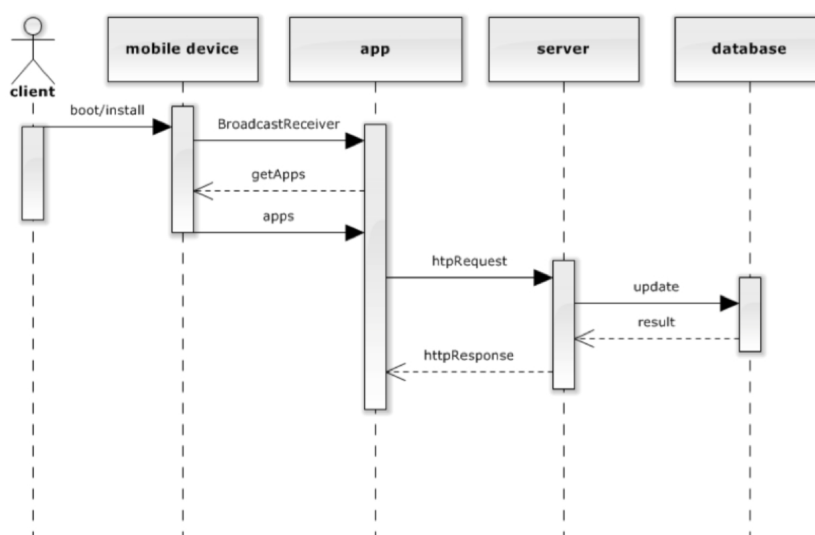 client
mobile device
app
server
database
boot/install
BroadcastReceiver
getApps
apps
htpRequest
update
result
httpResponse